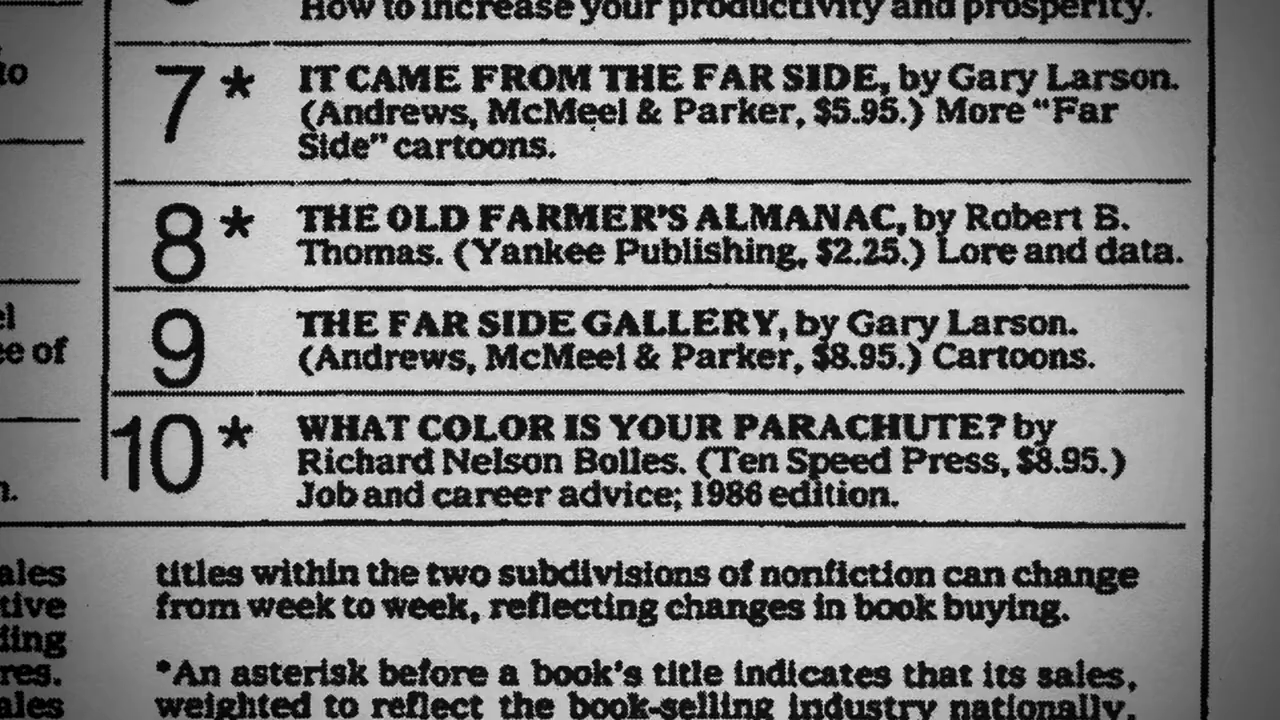 How to increase your productivity and prosperity.
7* IT CAME FROM THE FAR SIDE, by Gary Larson.
(Andrews, McMeel & Parker, $5.95.) More “Far
Side” cartoons.
8* THE OLD FARMER'S ALMANAC, by Robert B.
Thomas. (Yankee Publishing, $2.25.) Lore and data.
9 THE FAR SIDE GALLERY, by Gary Larson.
(Andrews, McMeel & Parker, $8.95.) Cartoons.
10* WHAT COLOR IS YOUR PARACHUTE? by
Richard Nelson Bolles. (Ten Speed Press, $8.95.)
Job and career advice; 1986 edition.
titles within the two subdivisions of nonfiction can change
from week to week, reflecting changes in book buying.
*An asterisk before a book's title indicates that its sales,
weighted to reflect the book-selling industry nationally,
to
of